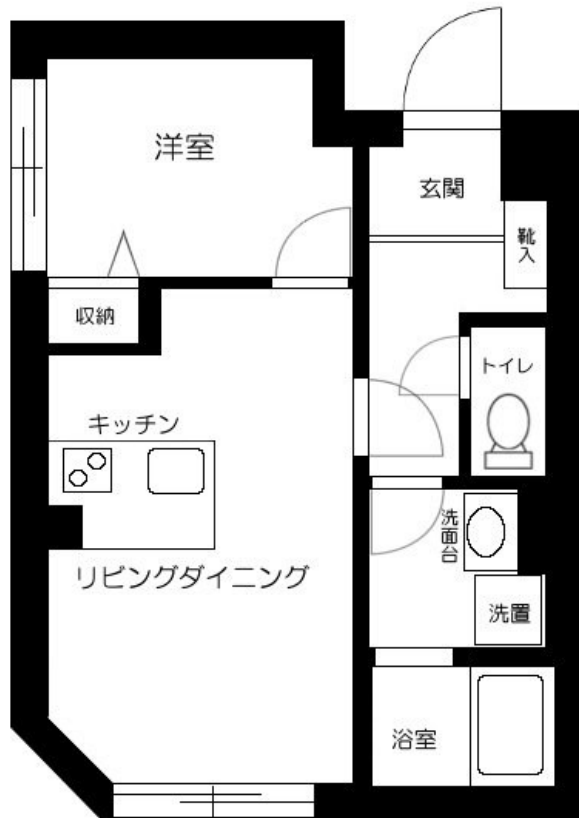 洋室
玄関
靴入
収納
トイレ
キッチン
洗面台
リビングダイニング
洗置
浴室